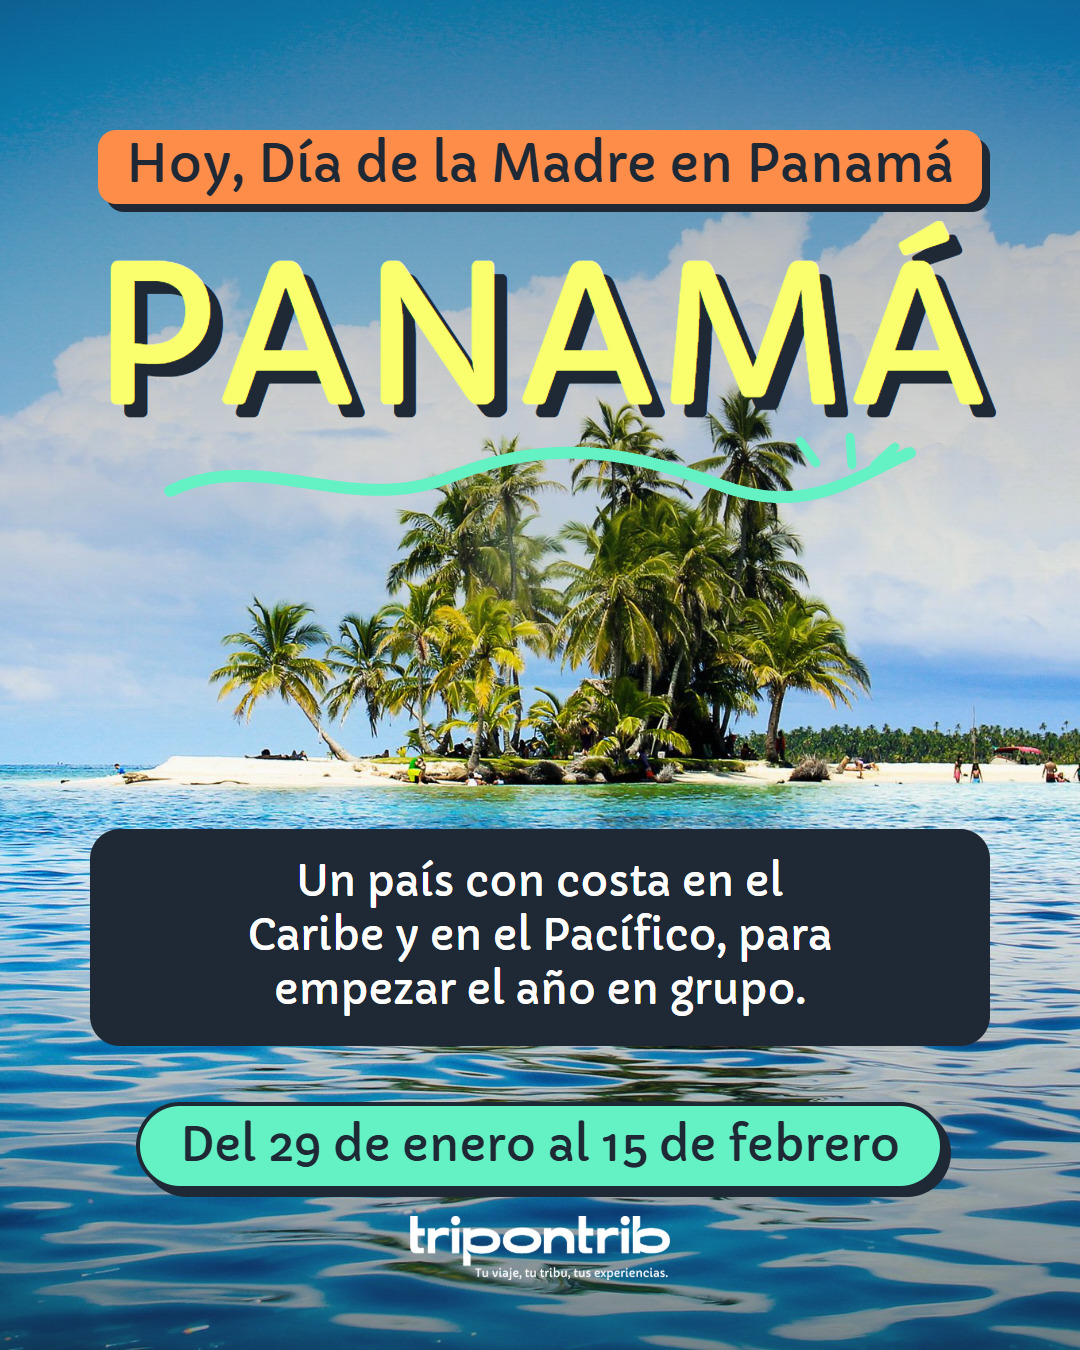 Hoy, Día de la Madre en Panamá
PANAMÁ
Un país con costa en el
Caribe y en el Pacífico, para
empezar el año en grupo.
Del 29 de enero al 15 de febrero
tripontrib
Tu viaje, tu tribu, tus experiencias.